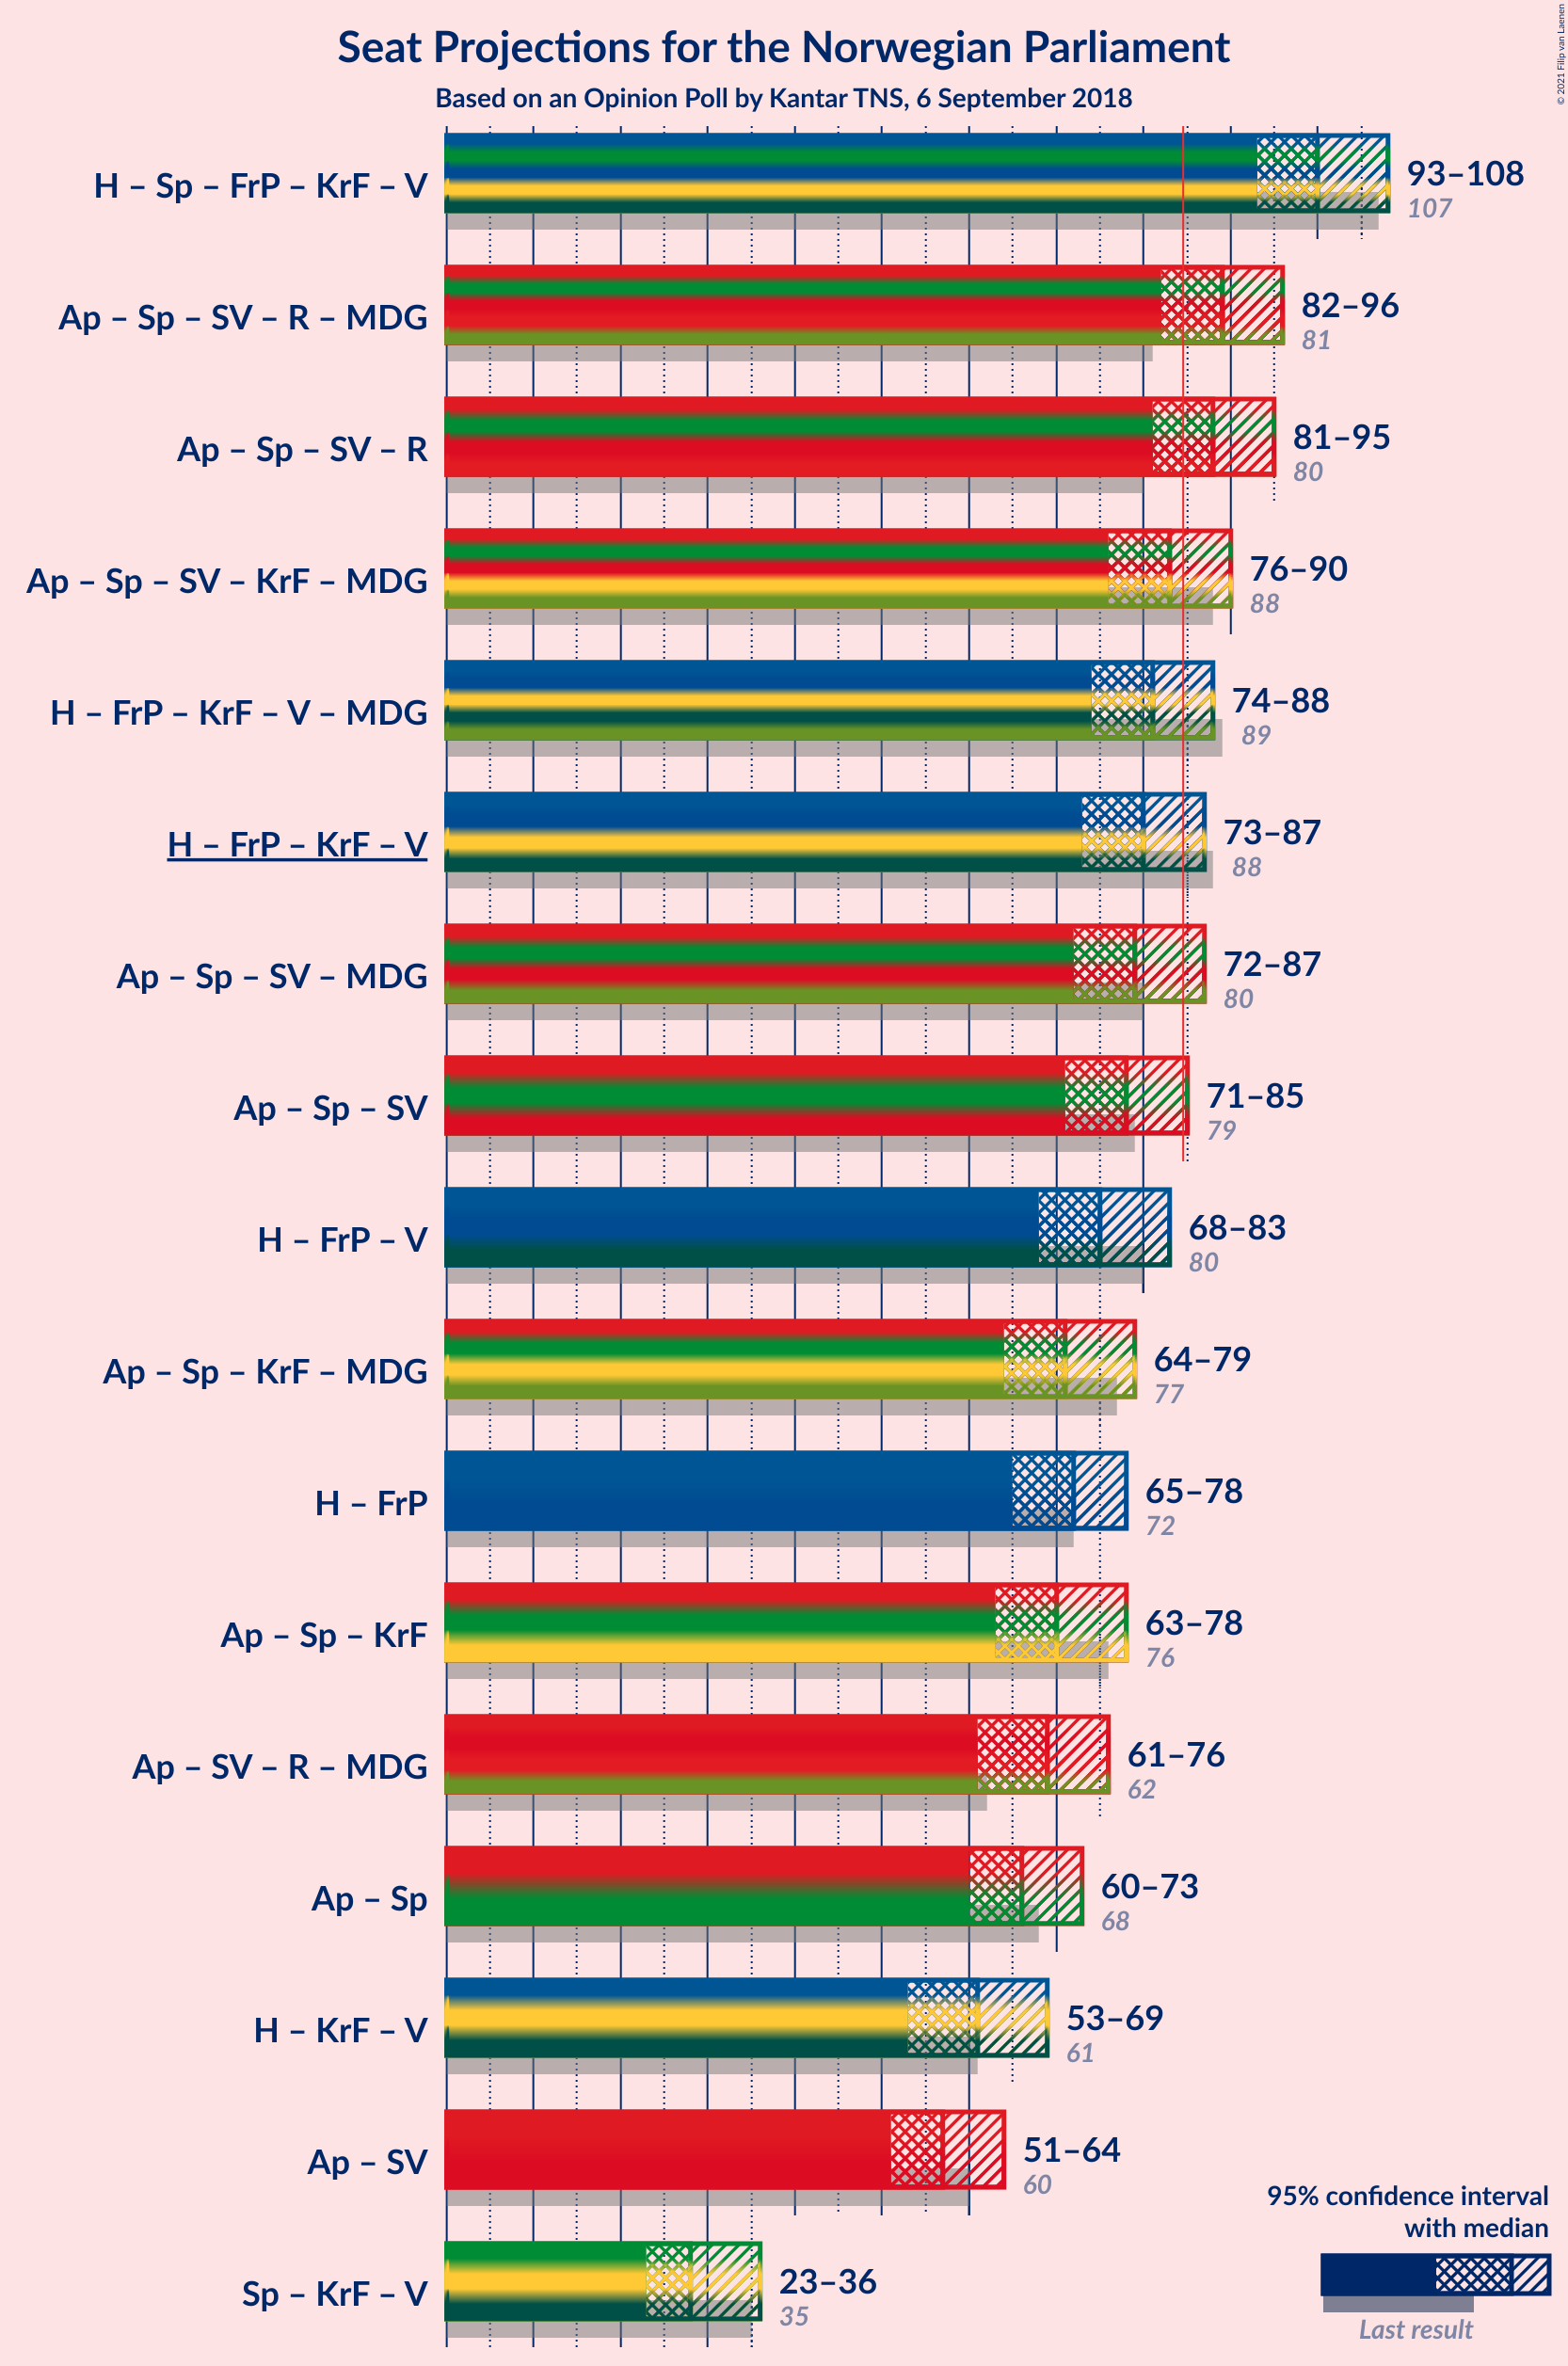 Seat Projections for the Norwegian Parliament
Based on an Opinion Poll by Kantar TNS, 6 September 2018
© 2021 Filip van Laenen
H – Sp – FrP – KrF – V
93–108
107
Ap – Sp – SV – R – MDG
82–96
81
Ap – Sp – SV – R
81–95
80
Ap – Sp – SV – KrF – MDG
76–90
88
H – FrP – KrF – V – MDG
74–88
89
H – FrP – KrF – V
73–87
88
Ap – Sp – SV – MDG
72–87
80
Ap – Sp – SV
71–85
79
H – FrP – V
68–83
80
Ap – Sp – KrF – MDG
64–79
77
H – FrP
65–78
72
Ap – Sp – KrF
63–78
76
Ap – SV – R – MDG
61–76
62
Ap – Sp
60–73
68
H – KrF – V
53–69
61
Ap – SV
51–64
60
Sp – KrF – V
23–36
35
95% confidence interval
with median
Last result